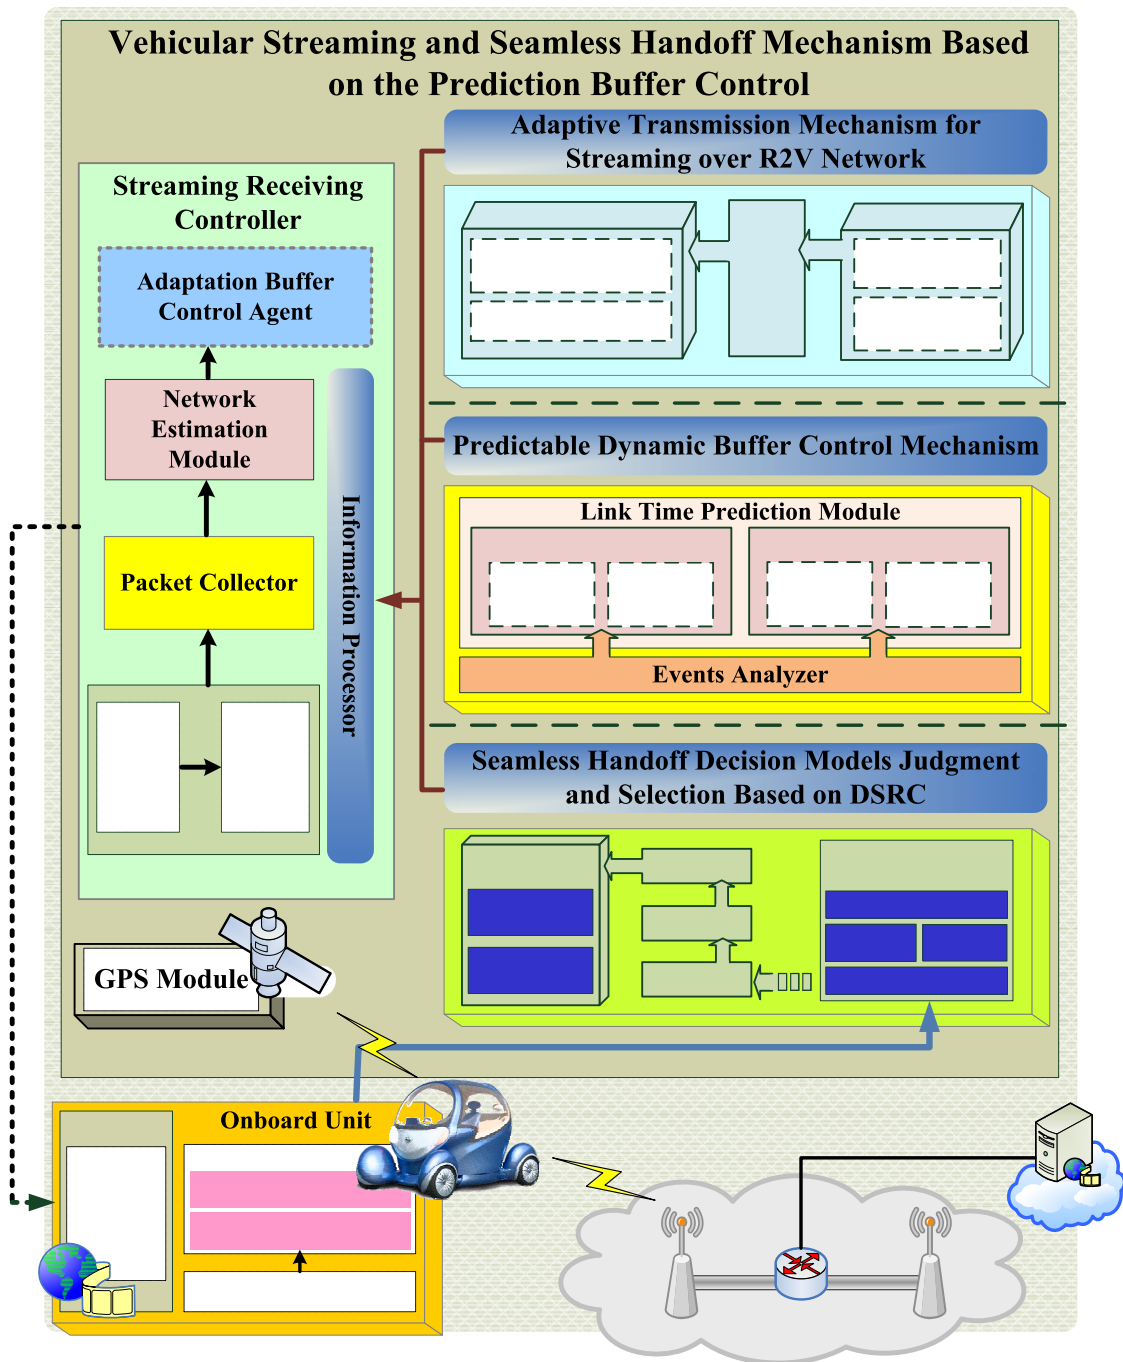 Vehicular Streaming and Seamless Handoff Mechanism Based
on the Prediction Buffer Control
Adaptive Transmission Mechanism for
Streaming over R2V Network
Streaming Receiving
Controller
Adaptation Buffer
Control Agent
Network
Estimation
Module
Packet Collector
Information Processor
Predictable Dynamic Buffer Control Mechanism
Link Time Prediction Module
Events Analyzer
Seamless Handoff Decision Models Judgment
and Selection Based on DSRC
GPS Module
Onboard Unit